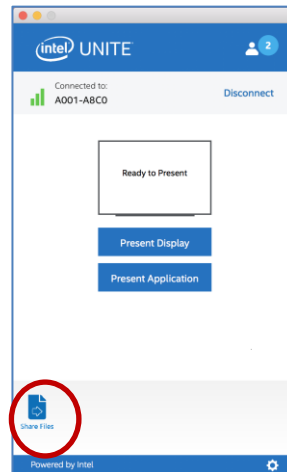 intel UNITE
2
Connected to:
A001-A8C0
Disconnect
Ready to Present
Present Display
Present Application
Share Files
Powered by Intel